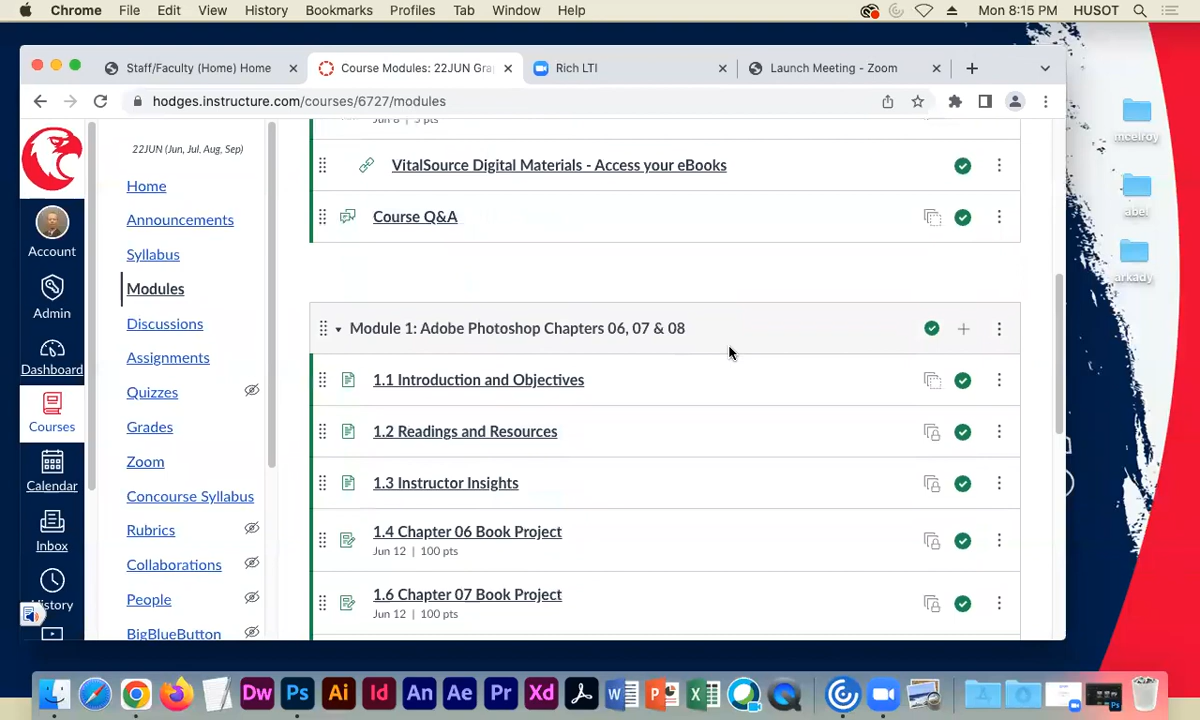 Chrome File Edit View History Bookmarks Profiles Tab Window Help Mon 8:15 PM HUSOT
Staff/Faculty (Home) Home
Course Modules: 22JUN Gra
Rich LTI
Launch Meeting - Zoom
hodges.instructure.com/courses/6727/modules
Account
Admin
Dashboard
Courses
Calendar
Inbox
History
22JUN (Jun, Jul, Aug, Sep)
Home
Announcements
Syllabus
Modules
Discussions
Assignments
Quizzes
Grades
Zoom
Concourse Syllabus
Rubrics
Collaborations
People
BigBlueButton
Jun 8 | 5 pts
VitalSource Digital Materials - Access your eBooks
Course Q&A
Module 1: Adobe Photoshop Chapters 06, 07 & 08
1.1 Introduction and Objectives
1.2 Readings and Resources
1.3 Instructor Insights
1.4 Chapter 06 Book Project
Jun 12 | 100 pts
1.6 Chapter 07 Book Project
Jun 12 | 100 pts
mcelroy
abel
arkady
Dw Ps Ai Id An Ae Pr Xd W P X